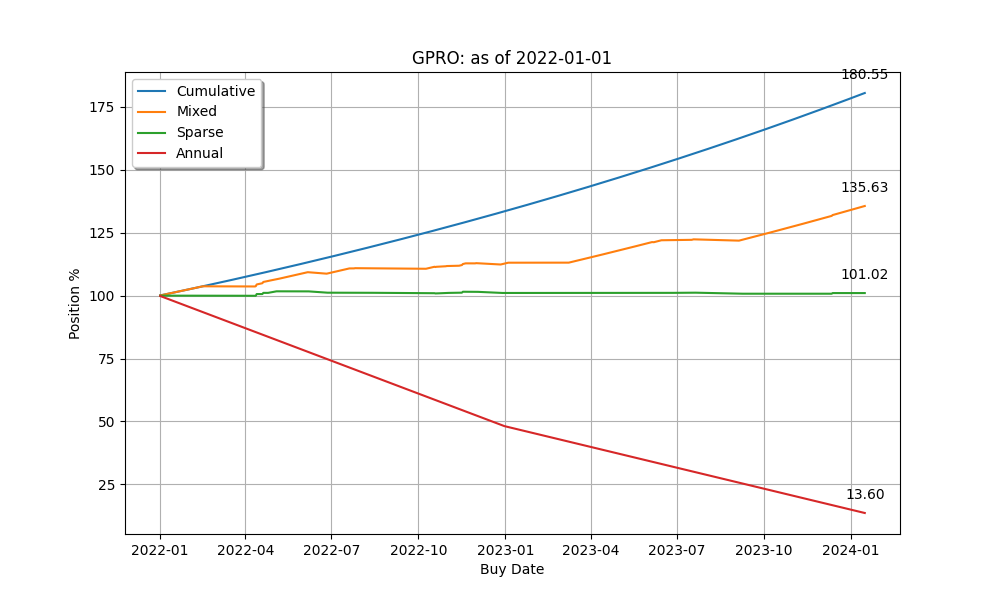 GPRO: as of 2022-01-01
180.55
Cumulative
Mixed
Sparse
Annual
135.63
101.02
13.60
175
150
125
100
75
50
25
Position %
2022-01
2022-04
2022-07
2022-10
2023-01
2023-04
2023-07
2023-10
2024-01
Buy Date